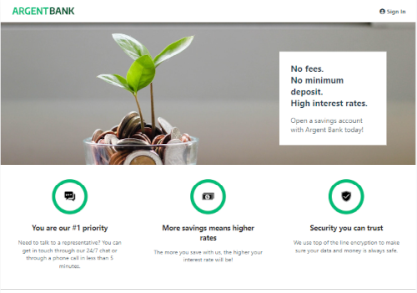 ARGENTBANK
Sign In
No fees.
No minimum
deposit.
High interest rates.
Open a savings account
with Argent Bank today!
You are our #1 priority
Need to talk to a representative? You can
get in touch through our 24/7 chat or
through a phone call in less than 5
minutes.
More savings means higher
rates
The more you save with us, the higher your
interest rate will be!
Security you can trust
We use top of the line encryption to make
sure your data and money is always safe.